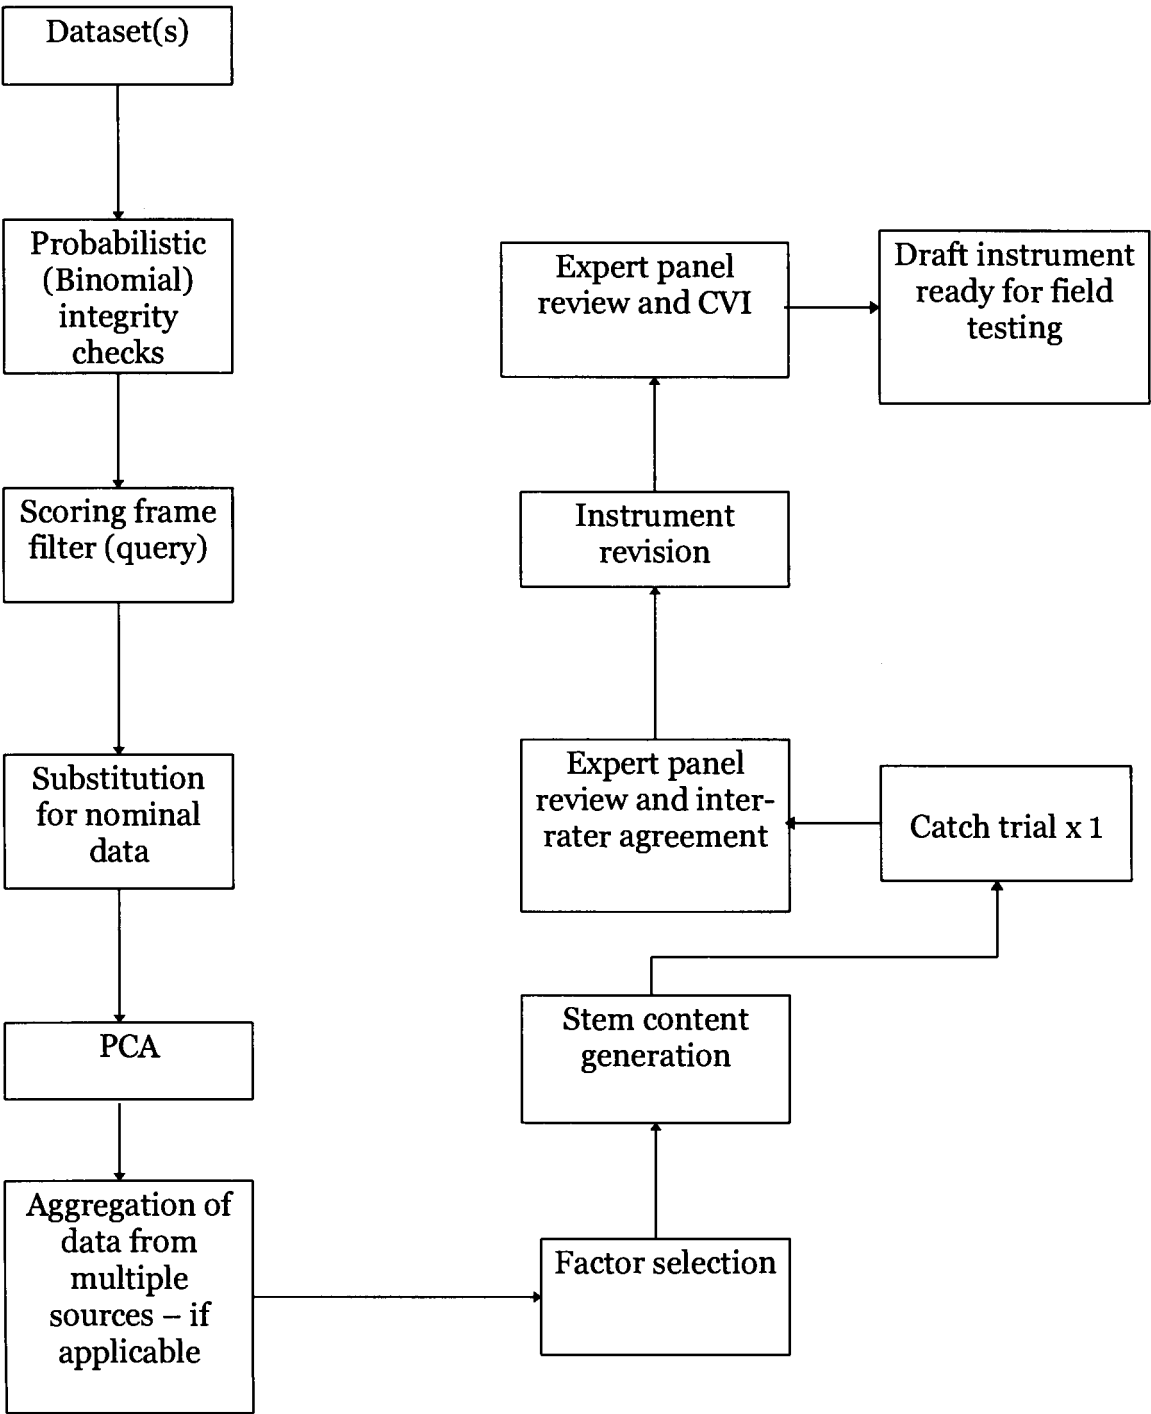 Dataset(s)
Probabilistic
(Binomial)
integrity
checks
Scoring frame
filter (query)
Substitution
for nominal
data
PCA
Aggregation of
data from
multiple
sources – if
applicable
Factor selection
Stem content
generation
Catch trial x 1
Expert panel
review and inter-
rater agreement
Instrument
revision
Expert panel
review and CVI
Draft instrument
ready for field
testing